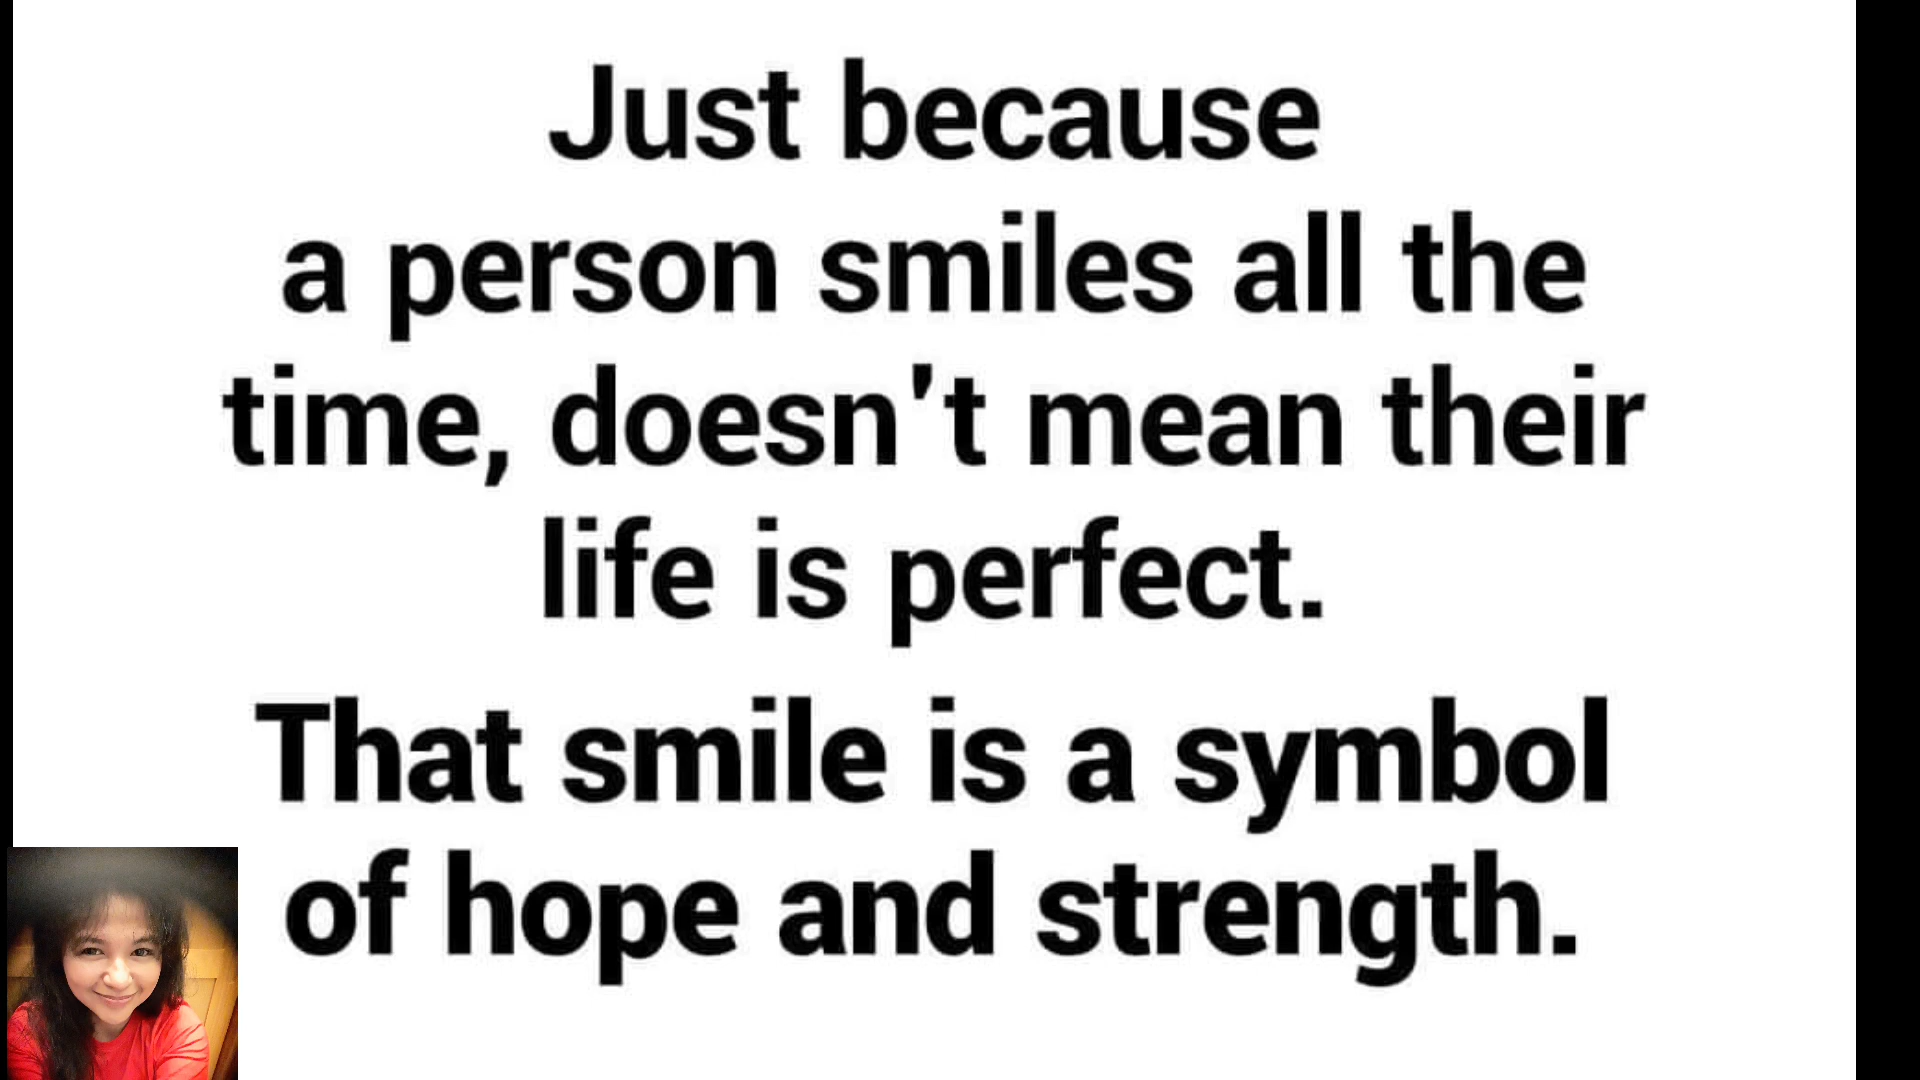 Just because
a person smiles all the
time, doesn't mean their
life is perfect.
That smile is a symbol
of hope and strength.